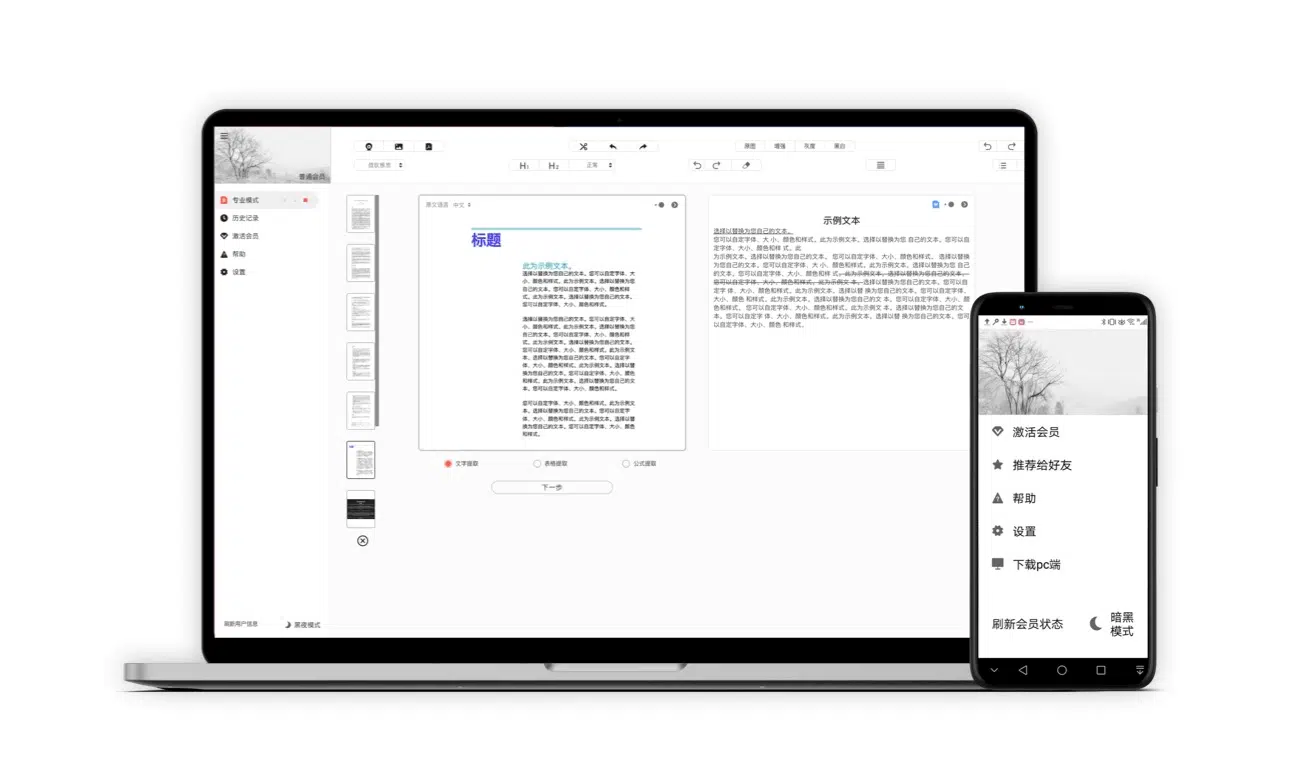 普通会员
专业模式
历史记录
激活会员
帮助
设置
刷新用户信息
黑夜模式
H1
H2
正常
原图
增强
灰度
黑白
原文语言 中文
标题
此为示例文本。
选择以替换为您自己的文本。您可以自定字体、大
小、颜色和样式。此为示例文本。选择以替换为您
自己的文本。您可以自定字体、大小、颜色和样
式。此为示例文本。选择以替换为您自己的文本。
您可以自定字体、大小、颜色和样式。
选择以替换为您自己的文本。您可以自定字体、大
小、颜色和样式。此为示例文本。选择以替换为您
自己的文本。您可以自定字体、大小、颜色和样
式。此为示例文本。选择以替换为您自己的文本。
您可以自定字体、大小、颜色和样式。此为示例文
本。选择以替换为您自己的文本。您可以自定字
体、大小、颜色和样式。此为示例文本。选择以替
换为您自己的文本。您可以自定字体、大小、颜色
和样式。此为示例文本。选择以替换为您自己的文
本。您可以自定字体、大小、颜色和样式。
您可以自定字体、大小、颜色和样式。此为示例文
本。选择以替换为您自己的文本。您可以自定字
体、大小、颜色和样式。此为示例文本。选择以替
换为您自己的文本。您可以自定字体、大小、颜色
和样式。
文字提取
表格提取
公式提取
下一步
示例文本
选择以替换为您自己的文本。
您可以自定字体、大 小、颜色和样式。此为示例文本。选择以替换为您 自己的文本。您可以自
定字体、大小、颜色和样 式。此
为示例文本。选择以替换为您自己的文本。 您可以自定字体、大小、颜色和样式。 选择以替换
为您自己的文本。您可以自定字体、大 小、颜色和样式。此为示例文本。选择以替换为您 自己
的文本。您可以自定字体、大小、颜色和样 式。此为示例文本。选择以替换为您自己的文本。
您可以自定字体、大小、颜色和样式。此为示例文 本。选择以替换为您自己的文本。您可以自
定字 体、大小、颜色和样式。此为示例文本。选择以替 换为您自己的文本。您可以自定字体、
大小、颜色 和样式。此为示例文本。选择以替换为您自己的文 本。您可以自定字体、大小、颜
色和样式。 您可以自定字体、大小、颜色和样式。此为示例文 本。选择以替换为您自己的文
本。您可以自定字 体、大小、颜色和样式。此为示例文本。选择以替 换为您自己的文本。您可
以自定字体、大小、颜色 和样式。
激活会员
推荐给好友
帮助
设置
下载pc端
刷新会员状态
暗黑
模式